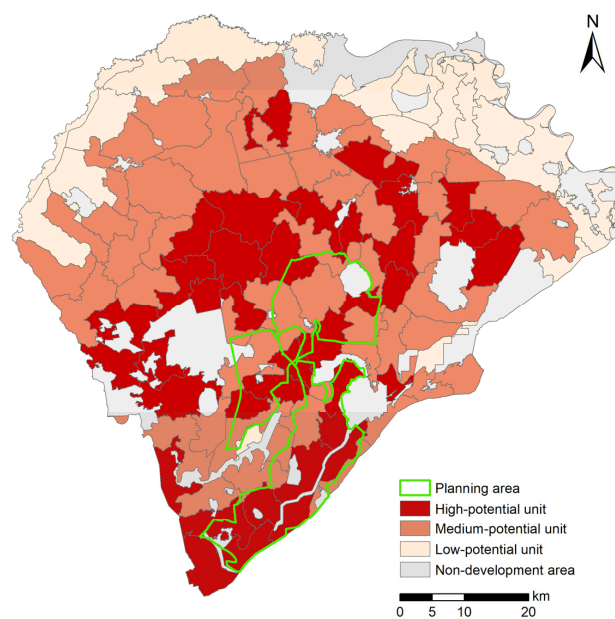 N
Planning area
High-potential unit
Medium-potential unit
Low-potential unit
Non-development area
km
0 5 10 20